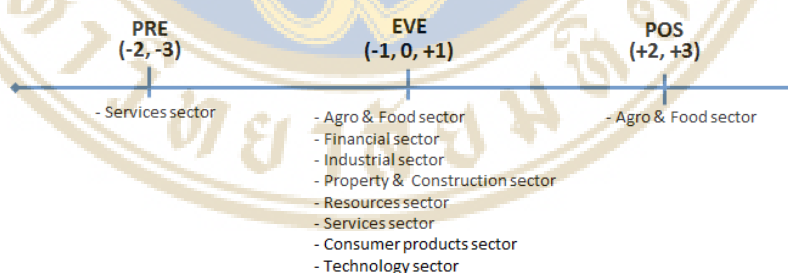 PRE
(-2, -3)
EVE
(-1, 0, +1)
POS
(+2, +3)
- Services sector
- Agro & Food sector
- Financial sector
- Industrial sector
- Property & Construction sector
- Resources sector
- Services sector
- Consumer products sector
- Technology sector
- Agro & Food sector